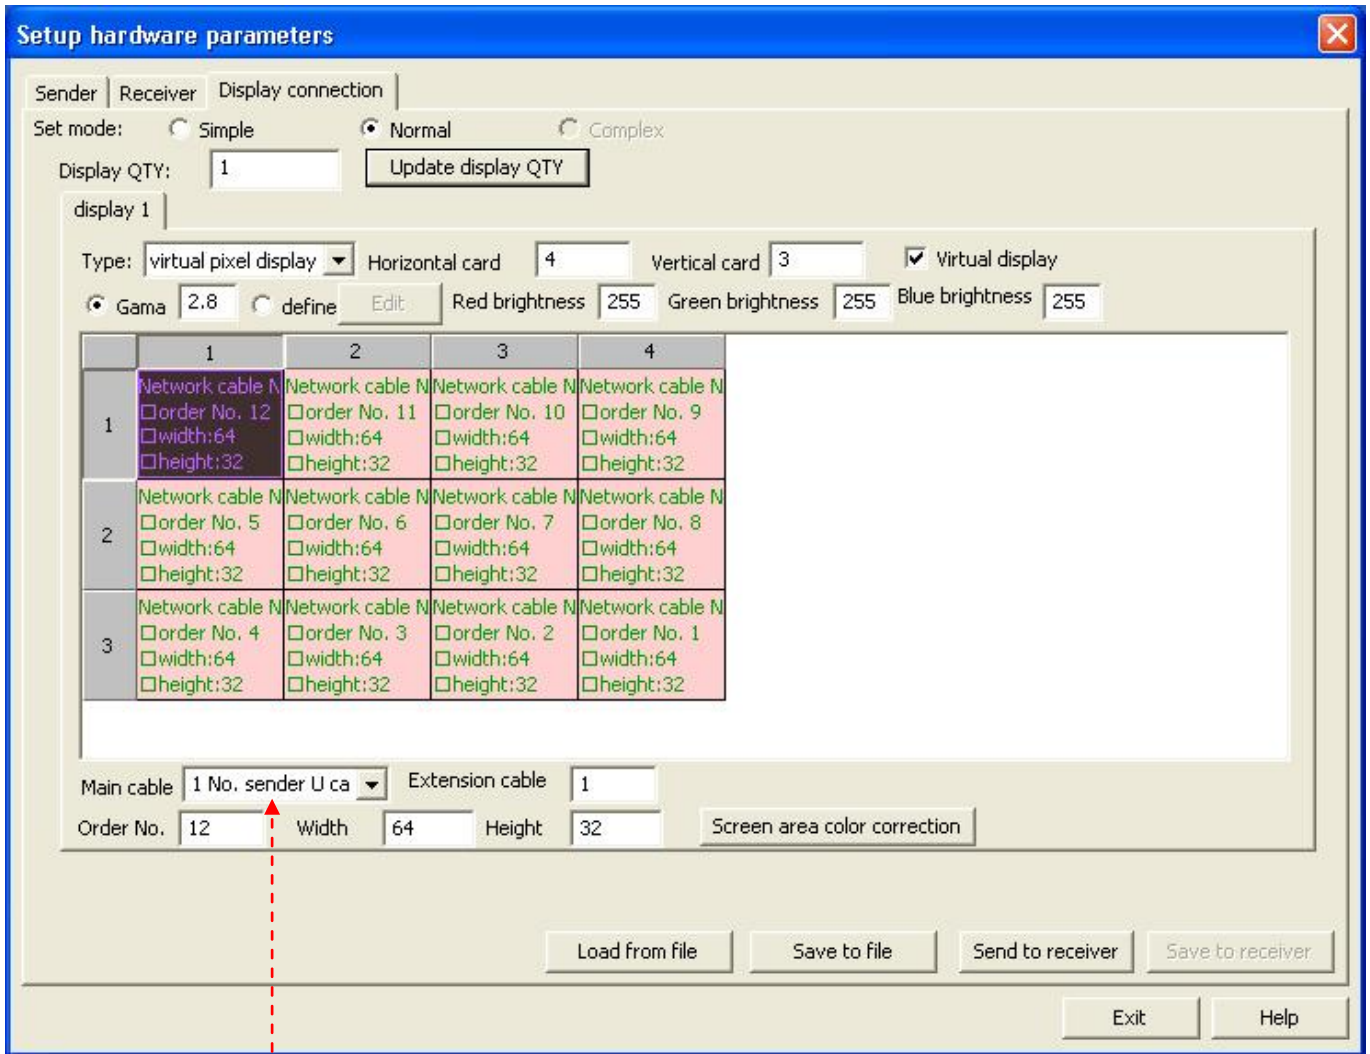 Setup hardware parameters
Sender Receiver Display connection
Set mode: Simple Normal Complex
Display QTY: 1 Update display QTY
display 1
Type: virtual pixel display Horizontal card 4 Vertical card 3 Virtual display
Gama 2.8 define Edit Red brightness 255 Green brightness 255 Blue brightness 255
1 2 3 4
Network cable N Network cable N Network cable N Network cable N
order No. 12 order No. 11 order No. 10 order No. 9
1
width:64 width:64 width:64 width:64
height:32 height:32 height:32 height:32
Network cable N Network cable N Network cable N Network cable N
order No. 5 order No. 6 order No. 7 order No. 8
2
width:64 width:64 width:64 width:64
height:32 height:32 height:32 height:32
Network cable N Network cable N Network cable N Network cable N
order No. 4 order No. 3 order No. 2 order No. 1
3
width:64 width:64 width:64 width:64
height:32 height:32 height:32 height:32
Main cable 1 No. sender U ca Extension cable 1
Order No. 12 Width 64 Height 32 Screen area color correction
Load from file Save to file Send to receiver Save to receiver
Exit Help